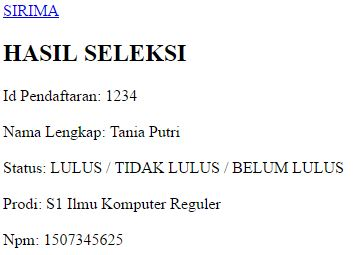 SIRIMA
HASIL SELEKSI
Id Pendaftaran: 1234
Nama Lengkap: Tania Putri
Status: LULUS / TIDAK LULUS / BELUM LULUS
Prodi: S1 Ilmu Komputer Reguler
Npm: 1507345625